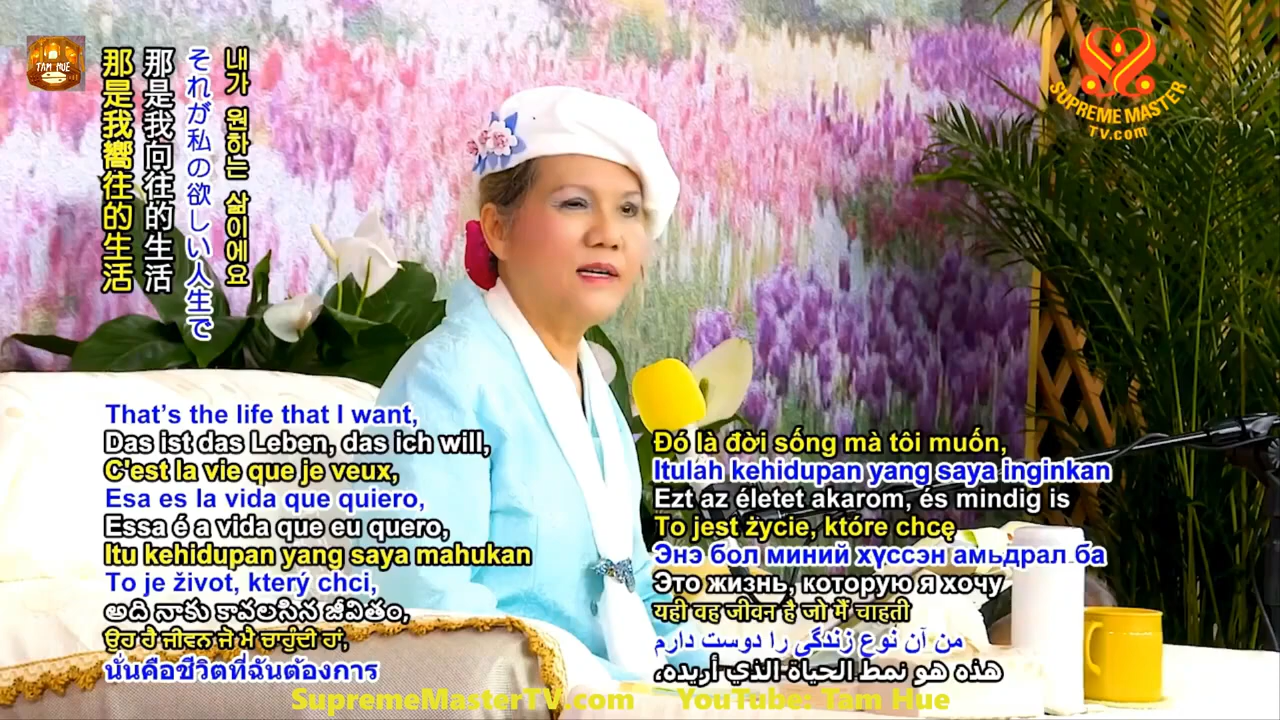 TAM HUE
那是我嚮往的生活
那是我向往的生活
それが私の欲しい人生で
내가 원하는 삶이에요
SUPREME MASTER
TV.com
That's the life that I want,
Das ist das Leben, das ich will,
C'est la vie que je veux,
Esa es la vida que quiero,
Essa é a vida que eu quero,
Itu kehidupan yang saya mahukan
To je život, který chci,
అది నాకు కావలసిన జీవితం,
ਉਹ ਹੈ ਜੀਵਨ ਜੋ ਮੈਂ ਚਾਹੁੰਦੀ ਹਾਂ,
นั่นคือชีวิตที่ฉันต้องการ
Đó là đời sống mà tôi muốn,
Itulah kehidupan yang saya inginkan
Ezt az életet akarom, és mindig is
To jest życie, które chcę
Энэ бол миний хүссэн амьдрал ба
Это жизнь, которую я хочу
यही वह जीवन है जो मैं चाहती
من آن نوع زندگی را دوست دارم
هذه هو نمط الحياة الذي أريده،
SupremeMasterTV.com YouTube: Tam Hue